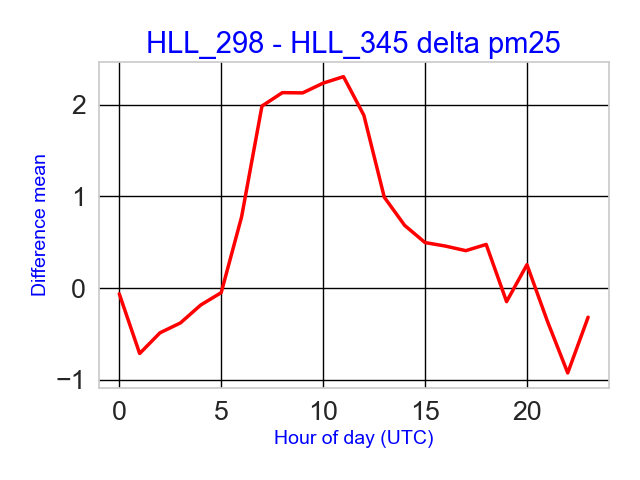 HLL_298 - HLL_345 delta pm25
Difference mean
2
1
0
−1
0 5 10 15 20
Hour of day (UTC)